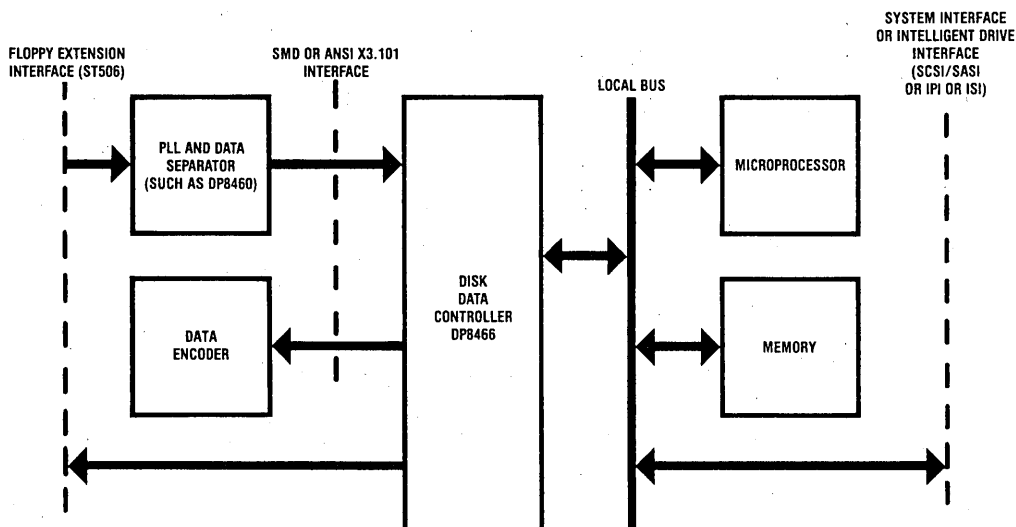 FLOPPY EXTENSION
INTERFACE (ST506)
SMD OR ANSI X3.101
INTERFACE
LOCAL BUS
SYSTEM INTERFACE
OR INTELLIGENT DRIVE
INTERFACE
(SCSI/SASI
OR IPI OR ISI)
PLL AND DATA
SEPARATOR
(SUCH AS DP8460)
MICROPROCESSOR
DISK
DATA
CONTROLLER
DP8466
DATA
ENCODER
MEMORY